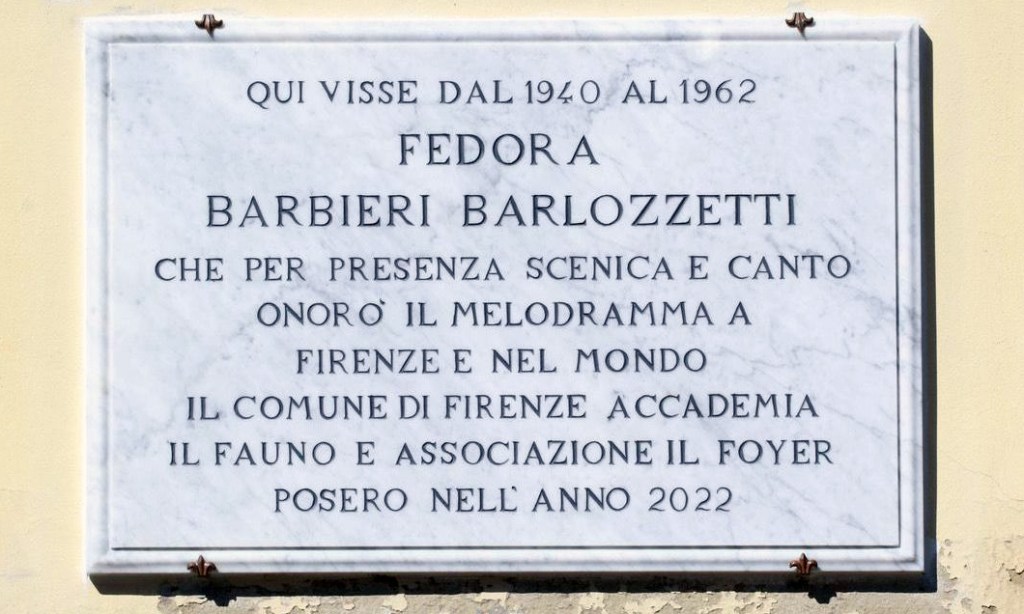 QUI VISSE DAL 1940 AL 1962
FEDORA
BARBIERI BARLOZZETTI
CHE PER PRESENZA SCENICA E CANTO
ONORO' IL MELODRAMMA A
FIRENZE E NEL MONDO
IL COMUNE DI FIRENZE ACCADEMIA
IL FAUNO E ASSOCIAZIONE IL FOYER
POSERO NELL'ANNO 2022